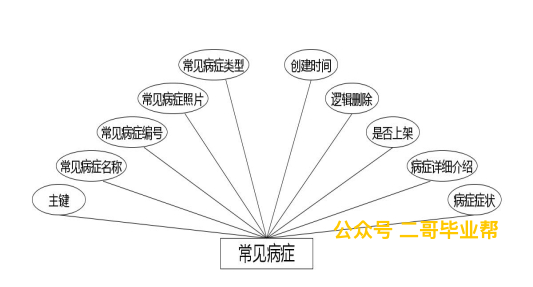 常见病症类型
创建时间
常见病症照片
逻辑删除
常见病症编号
是否上架
常见病症名称
病症详细介绍
主键
病症症状
公众号 二哥毕业帮
常见病症